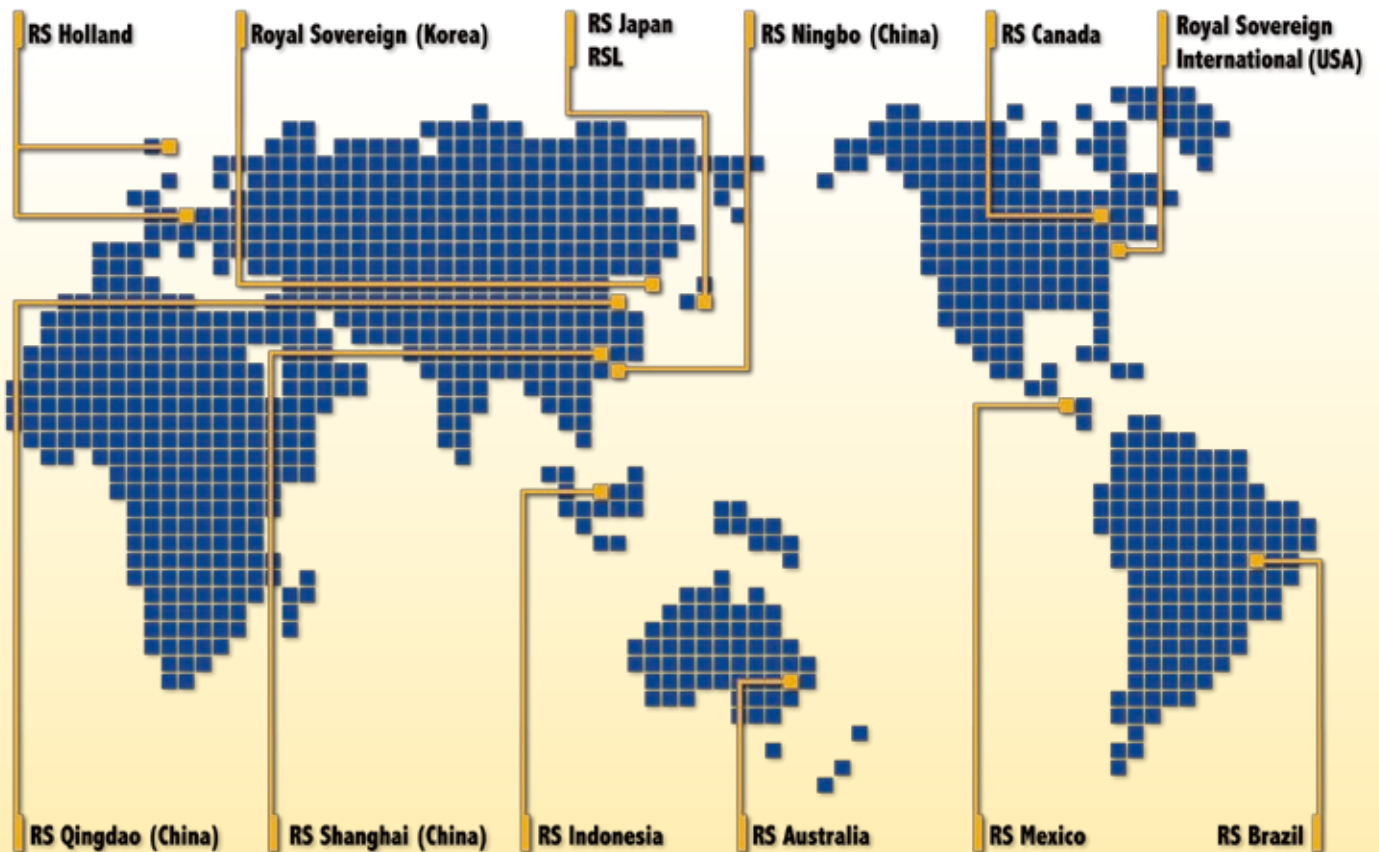 RS Holland
Royal Sovereign (Korea)
RS Japan
RSL
RS Ningbo (China)
RS Canada
Royal Sovereign
International (USA)
RS Qingdao (China)
RS Shanghai (China)
RS Indonesia
RS Australia
RS Mexico
RS Brazil